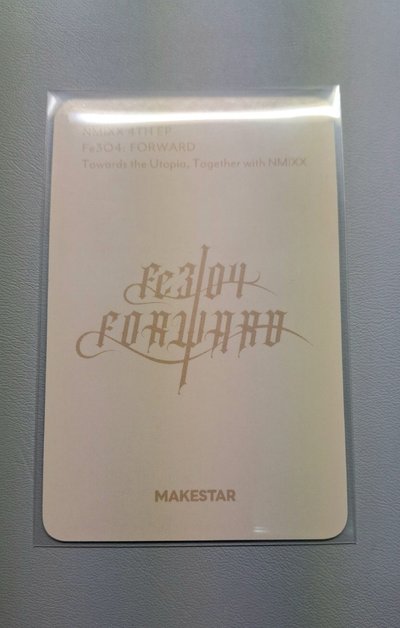 NMIXX 4TH EP
Fe3O4: FORWARD
Towards the Utopia, Together with NMIXX
Fe3O4
FORWARD
MAKESTAR